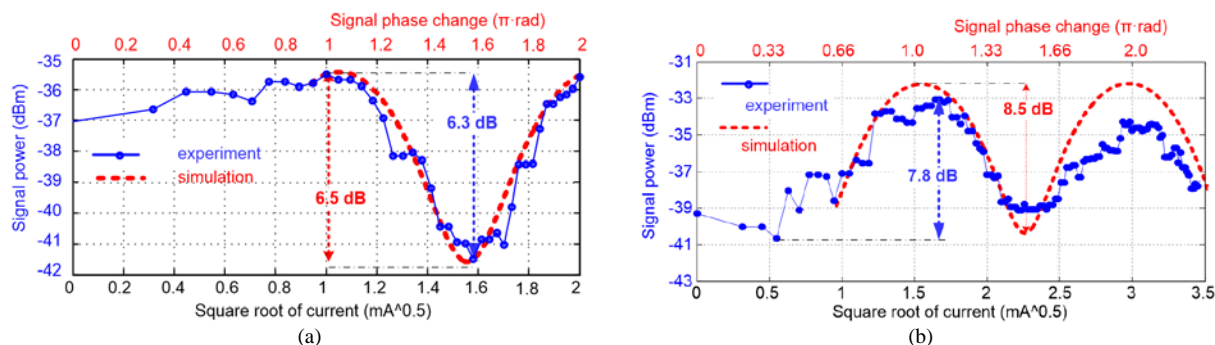 Signal phase change (π·rad)
0 0.2 0.4 0.6 0.8 1 1.2 1.4 1.6 1.8 2
Signal power (dBm)
-35
-36
-37
-38
-39
-40
-41
-42
experiment
simulation
6.5 dB
6.3 dB
0 0.2 0.4 0.6 0.8 1 1.2 1.4 1.6 1.8 2
Square root of current (mA^0.5)
(a)
Signal phase change (π·rad)
0 0.33 0.66 1.0 1.33 1.66 2.0
Signal power (dBm)
-31
-33
-35
-37
-39
-41
-43
experiment
simulation
8.5 dB
7.8 dB
0 0.5 1 1.5 2 2.5 3 3.5
Square root of current (mA^0.5)
(b)